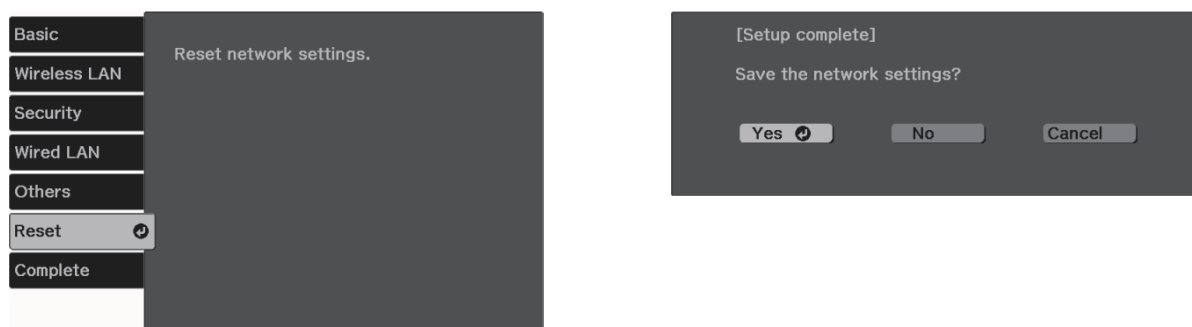 Basic
Wireless LAN
Security
Wired LAN
Others
Reset
Complete
Reset network settings.
[Setup complete]
Save the network settings?
Yes No Cancel